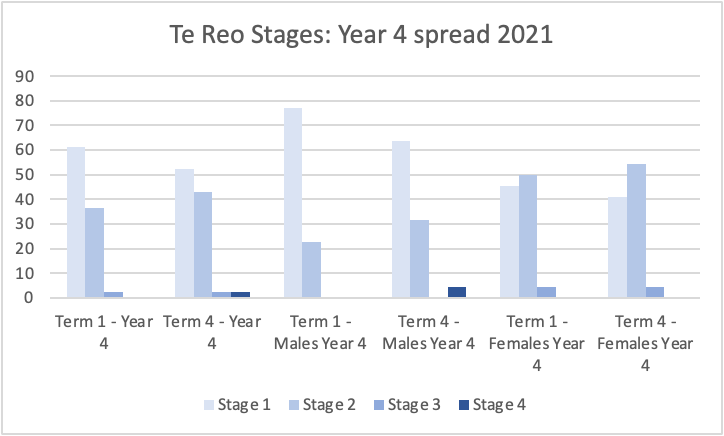 Te Reo Stages: Year 4 spread 2021
90
80
70
60
50
40
30
20
10
0
Term 1 - Year
4
Term 4 - Year
4
Term 1 -
Males Year 4
Term 4 -
Males Year 4
Term 1 -
Females Year
4
Term 4 -
Females Year
4
Stage 1
Stage 2
Stage 3
Stage 4